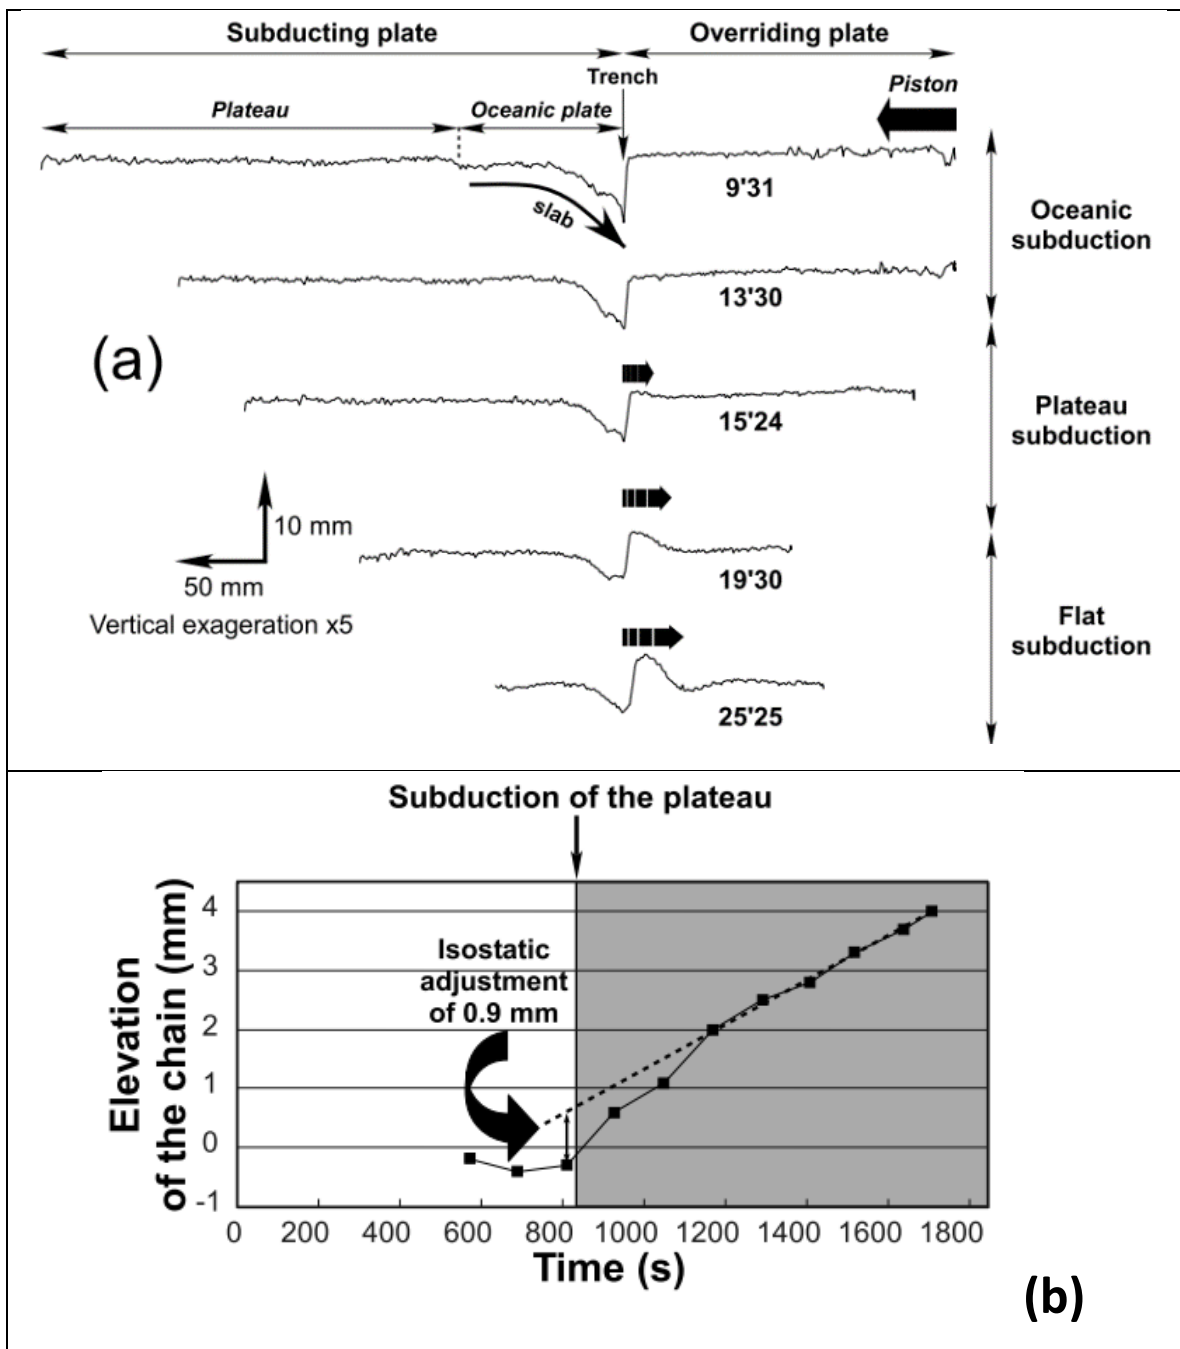 Subducting plate
Overriding plate
Trench
Piston
Plateau
Oceanic plate
slab
9'31
Oceanic
subduction
13'30
(a)
15'24
Plateau
subduction
10 mm
50 mm
19'30
Vertical exageration x5
Flat
subduction
25'25
Subduction of the plateau
Elevation
of the chain (mm)
4
3
2
1
0
-1
Isostatic
adjustment
of 0.9 mm
0 200 400 600 800 1000 1200 1400 1600 1800
Time (s)
(b)